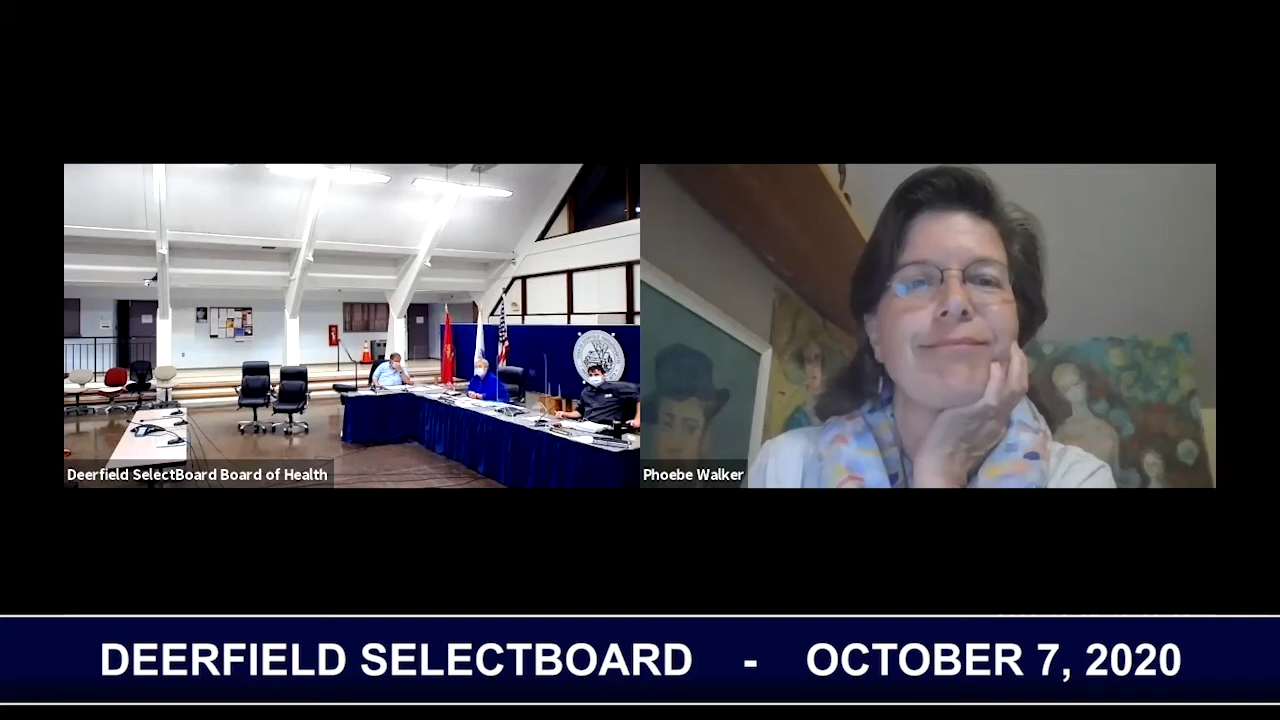 Deerfield SelectBoard Board of Health
Phoebe Walker
DEERFIELD SELECTBOARD - OCTOBER 7, 2020